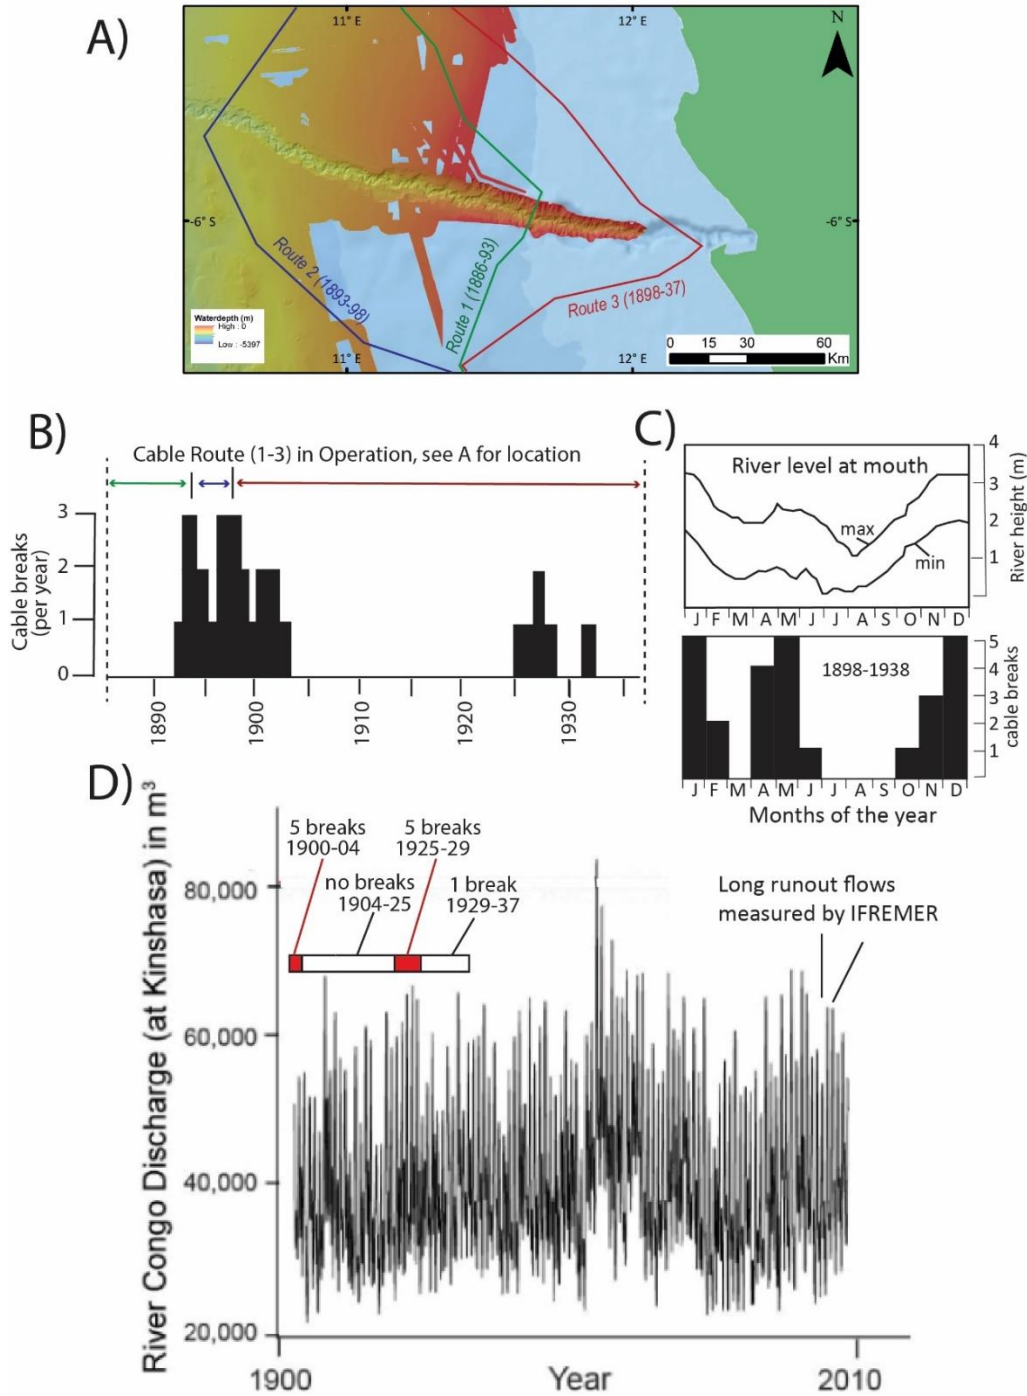 A)
11° E
12° E
N
-6° S
-6° S
Route 2 (1893-98)
Route 1 (1886-93)
Route 3 (1898-37)
Waterdepth (m)
High : 0
Low : -5397
11° E
12° E
0 15 30 60
Km
B)
Cable Route (1-3) in Operation, see A for location
Cable breaks
(per year)
3
2
1
0
1890
1900
1910
1920
1930
C)
River level at mouth
max
min
4
3
2
1
River height (m)
J F M A M J J A S O N D
1898-1938
5
4
3
2
1
cable breaks
J F M A M J J A S O N D
Months of the year
D)
River Congo Discharge (at Kinshasa) in m³
80,000
60,000
40,000
20,000
5 breaks
1900-04
5 breaks
1925-29
no breaks
1904-25
1 break
1929-37
Long runout flows
measured by IFREMER
1900
Year
2010